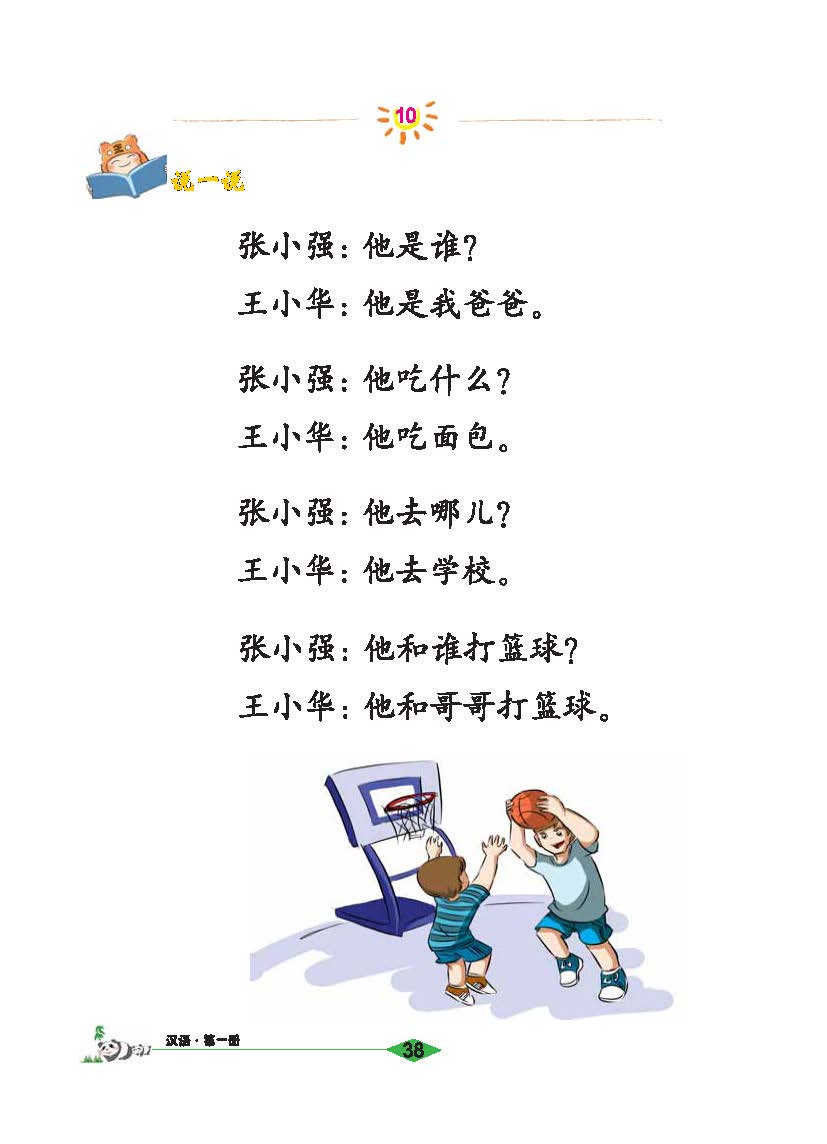 10
说一说
张小强：他是谁？
王小华：他是我爸爸。
张小强：他吃什么？
王小华：他吃面包。
张小强：他去哪儿？
王小华：他去学校。
张小强：他和谁打篮球？
王小华：他和哥哥打篮球。
汉语·第一册
38